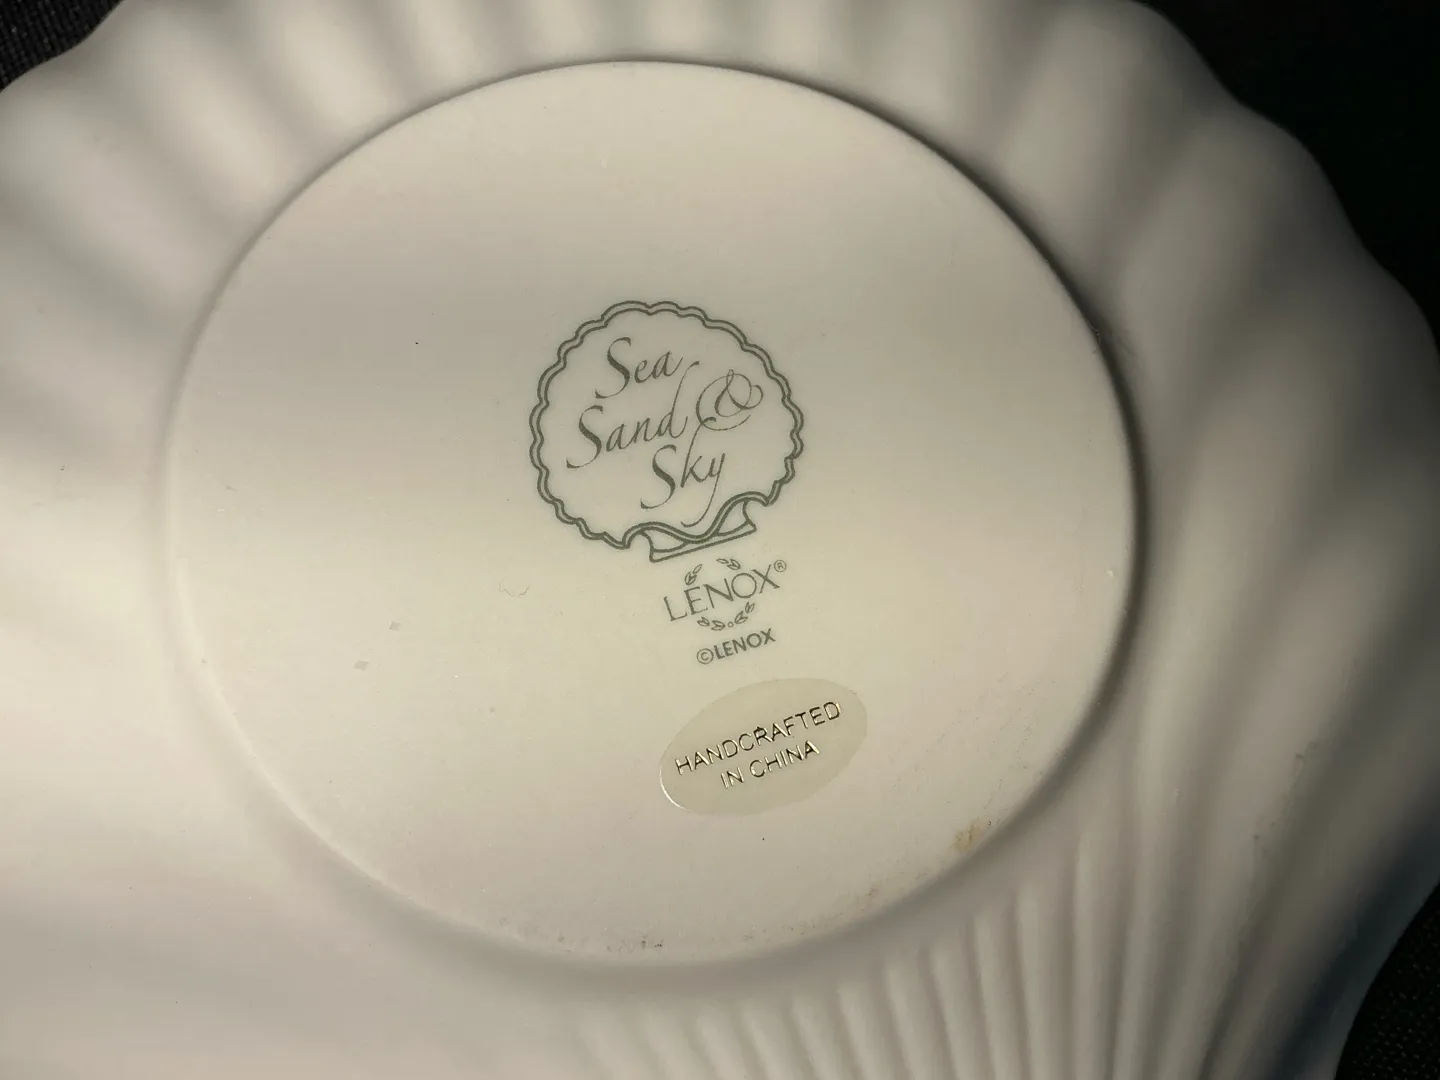 Sea
Sand &
Sky
LENOX®
©LENOX
HANDCRAFTED
IN CHINA